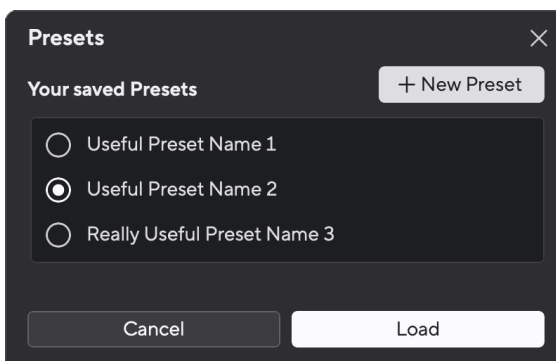 Presets
Your saved Presets
+ New Preset
Useful Preset Name 1
Useful Preset Name 2
Really Useful Preset Name 3
Cancel
Load